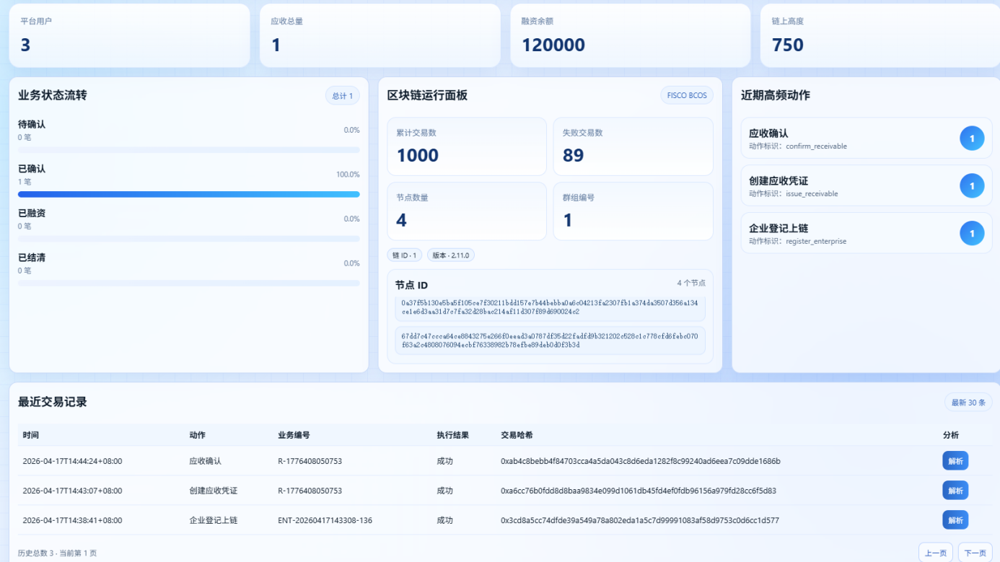 平台用户
3
应收总量
1
融资余额
120000
链上高度
750
业务状态流转
总计 1
待确认
0 笔
0.0%
已确认
1 笔
100.0%
已融资
0 笔
0.0%
已结清
0 笔
0.0%
区块链运行面板
FISCO BCOS
累计交易数
1000
失败交易数
89
节点数量
4
群组编号
1
链 ID · 1
版本 · 2.11.0
节点 ID
4 个节点
0a37f5b130e5ba5f105ce7f30211bdd157e7b44bebba0a6c04213fa2307fb1a374da3507d356a134
ce1e6d3aa31d7c7fa32d28bac214af11d307f89d690024c2
67dd7c47ccca64ce8843275e266f0eead3a0787df35d22fadfd9b321202c528c1c778cfd6febc070
f63a2c4808076094ecbf76338982b78efbe89deb0d0f3b3d
近期高频动作
应收确认
动作标识：confirm_receivable
1
创建应收凭证
动作标识：issue_receivable
1
企业登记上链
动作标识：register_enterprise
1
最近交易记录
最新 30 条
时间 动作 业务编号 执行结果 交易哈希 分析
2026-04-17T14:44:24+08:00 应收确认 R-1776408050753 成功 0xab4c8bebb4f84703cca4a5da043c8d6eda1282f8c99240ad6eea7c09dde1686b 解析
2026-04-17T14:43:07+08:00 创建应收凭证 R-1776408050753 成功 0xa6cc76b0fdd8d8baa9834e099d1061db45fd4ef0fdb96156a979fd28cc6f5d83 解析
2026-04-17T14:38:41+08:00 企业登记上链 ENT-20260417143308-136 成功 0x3cd8a5cc74dfde39a549a78a802eda1a5c7d99991083af58d9753c0d6cc1d577 解析
历史总数 3 · 当前第 1 页
上一页 下一页